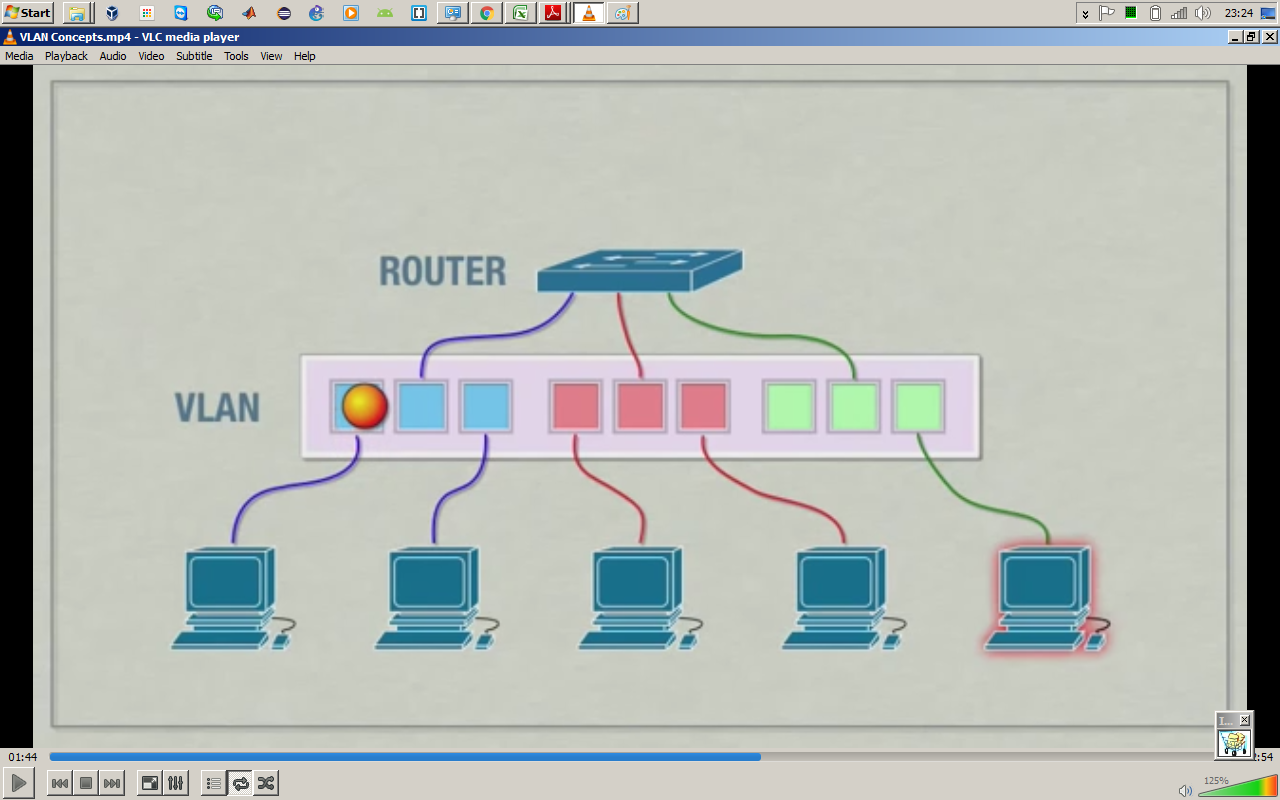 Start
23:24
VLAN Concepts.mp4 - VLC media player
Media Playback Audio Video Subtitle Tools View Help
ROUTER
VLAN
I...
01:44
:54
125%